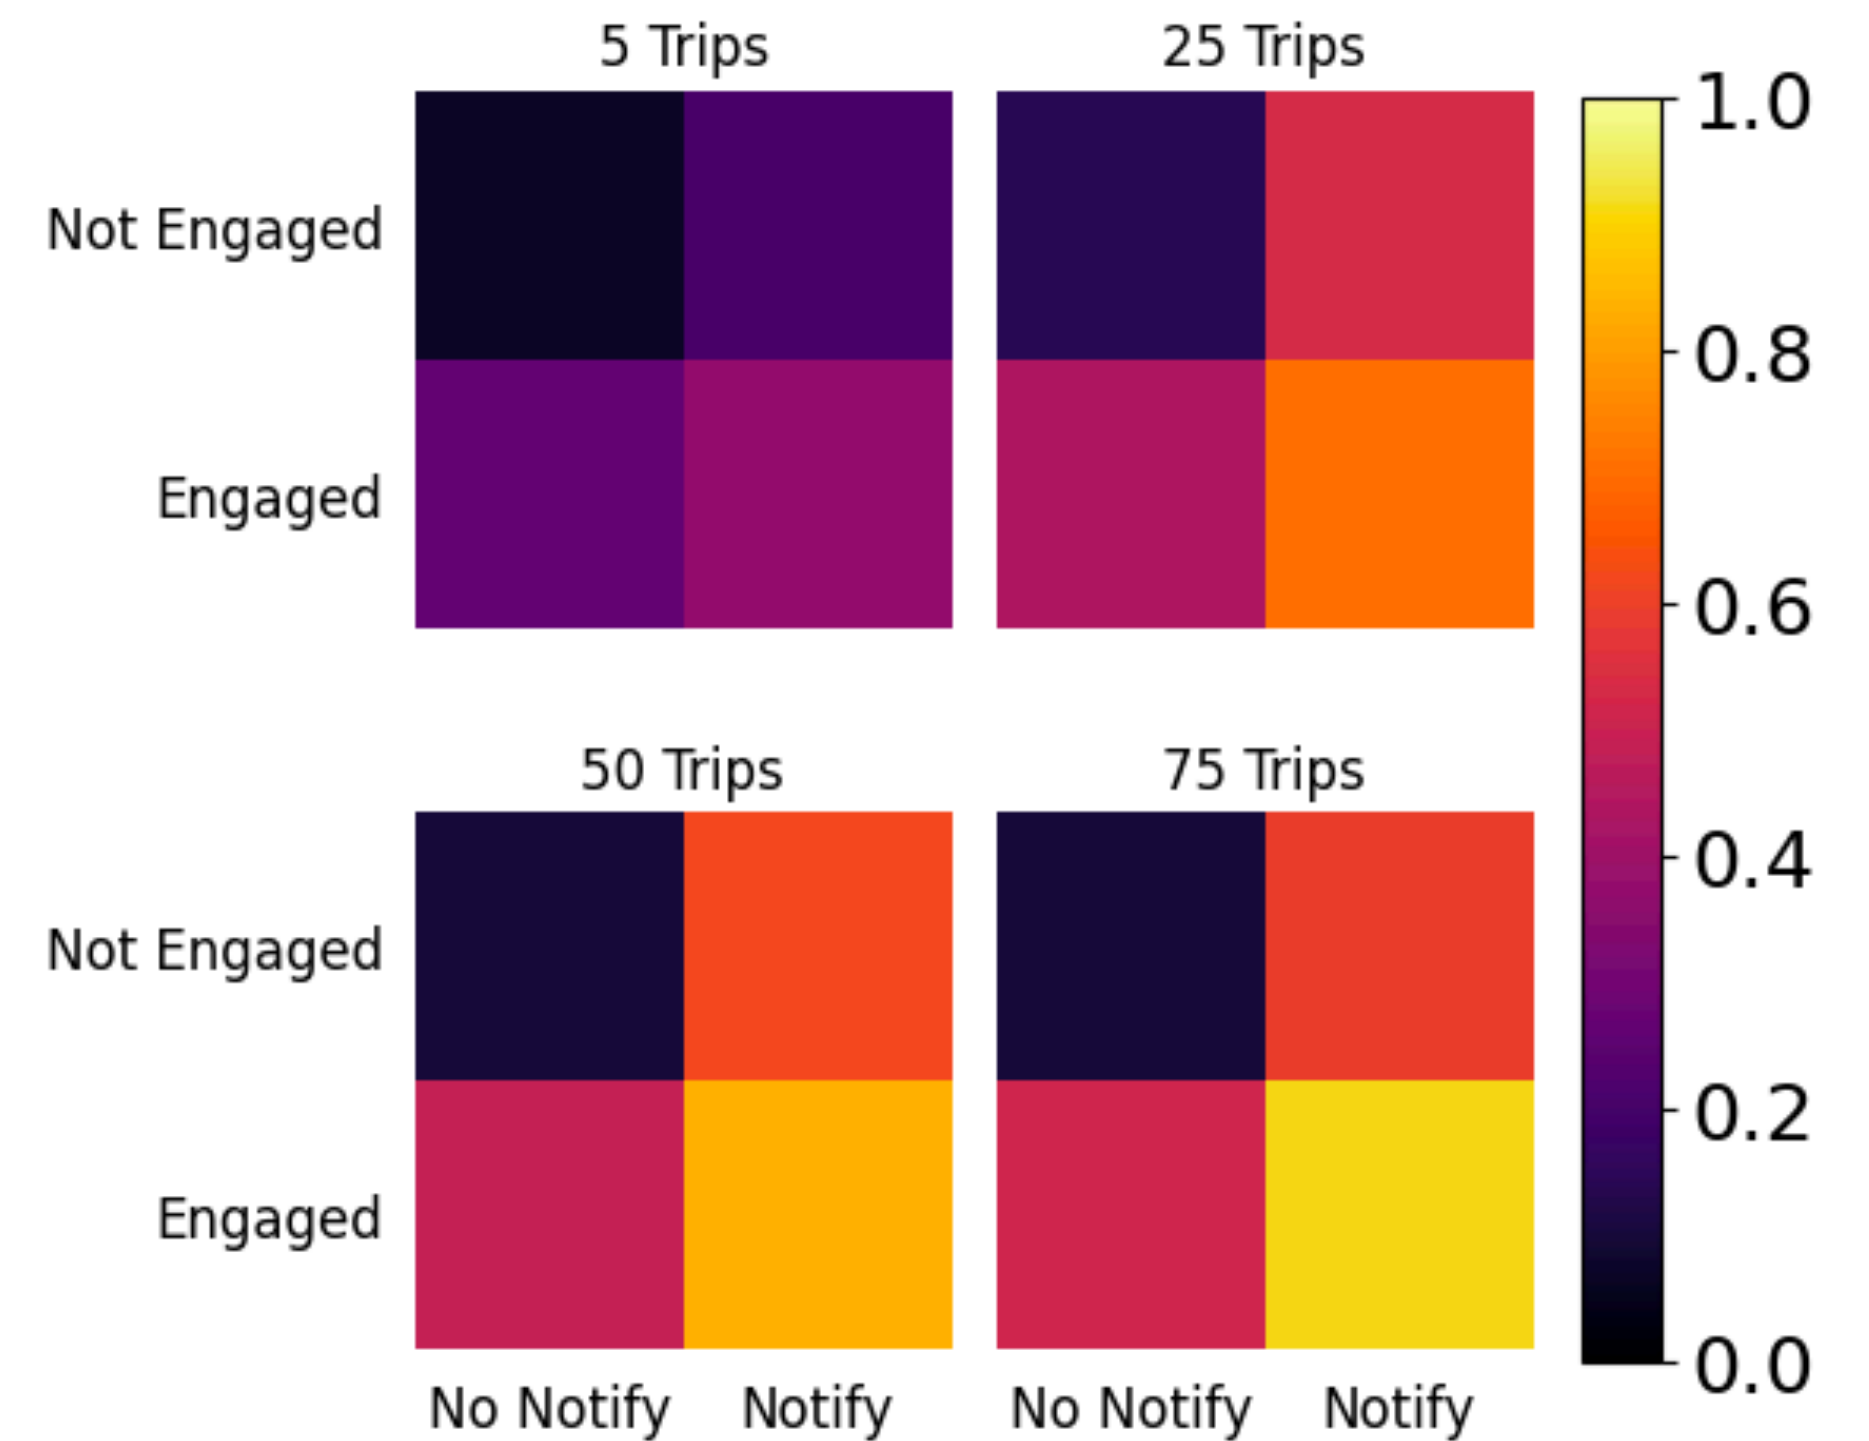 5 Trips
25 Trips
Not Engaged
Engaged
50 Trips
75 Trips
Not Engaged
Engaged
No Notify
Notify
No Notify
Notify
1.0
0.8
0.6
0.4
0.2
0.0